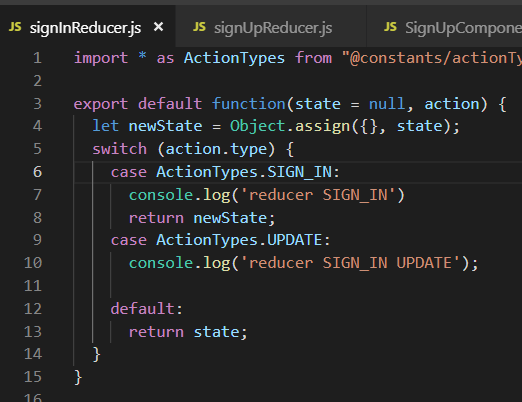 JS signInReducer.js × JS signUpReducer.js JS SignUpCompone
1 import * as ActionTypes from "@constants/actionTy
2
3 export default function(state = null, action) {
4 let newState = Object.assign({}, state);
5 switch (action.type) {
6 case ActionTypes.SIGN_IN:
7 console.log('reducer SIGN_IN')
8 return newState;
9 case ActionTypes.UPDATE:
10 console.log('reducer SIGN_IN UPDATE');
11
12 default:
13 return state;
14 }
15 }
16